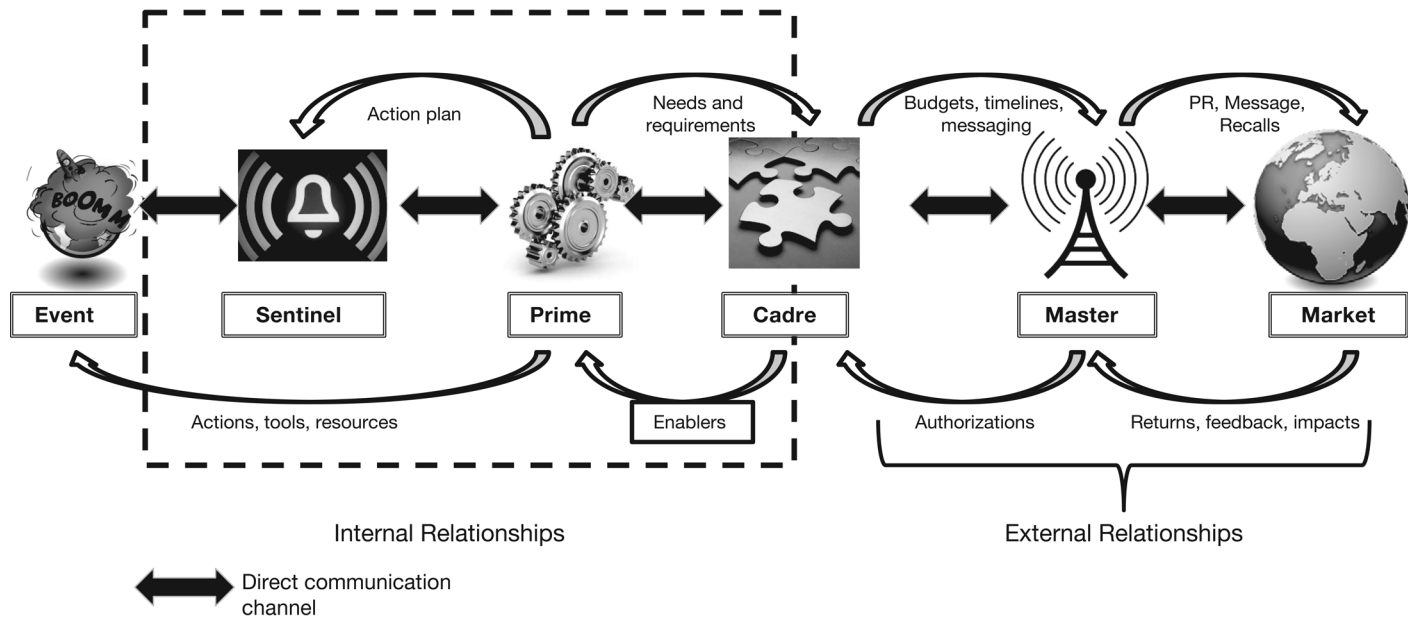 Action plan
Needs and
requirements
Budgets, timelines,
messaging
PR, Message,
Recalls
BOOMM
Event
Sentinel
Prime
Cadre
Master
Market
Actions, tools, resources
Enablers
Authorizations
Returns, feedback, impacts
Internal Relationships
External Relationships
Direct communication
channel